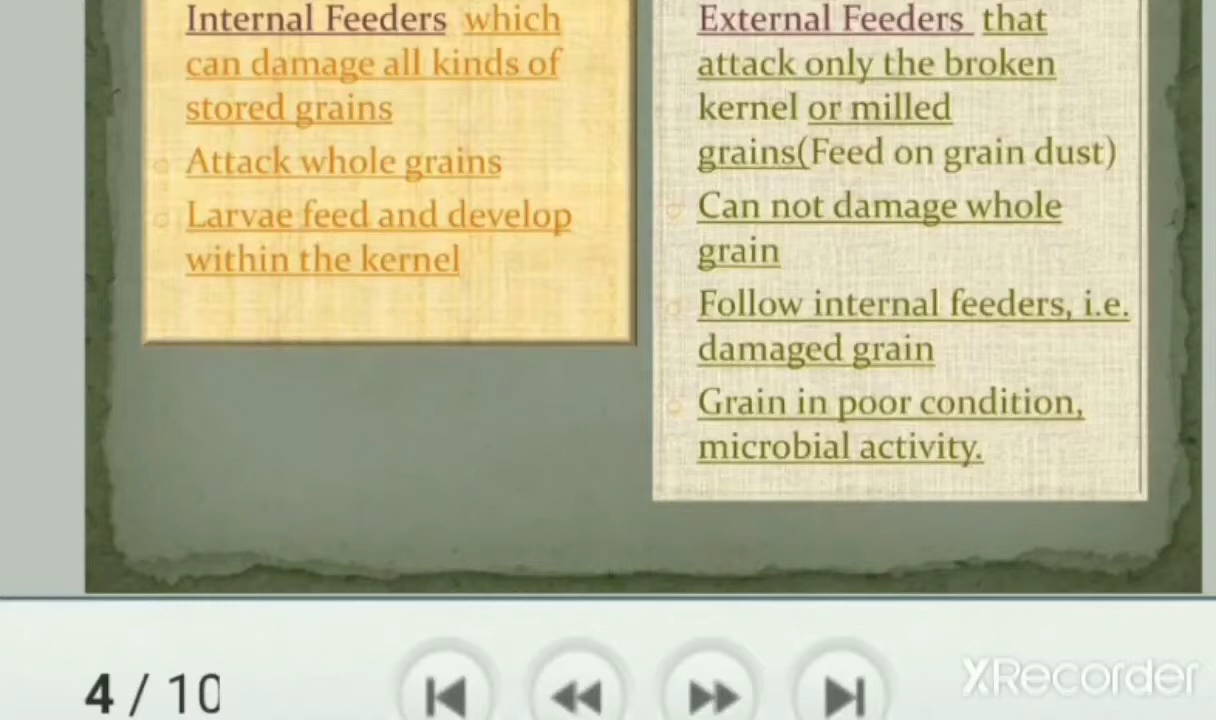 Internal Feeders which
can damage all kinds of
stored grains
Attack whole grains
Larvae feed and develop
within the kernel
External Feeders that
attack only the broken
kernel or milled
grains(Feed on grain dust)
Can not damage whole
grain
Follow internal feeders, i.e.
damaged grain
Grain in poor condition,
microbial activity.
4 / 10
XRecorder